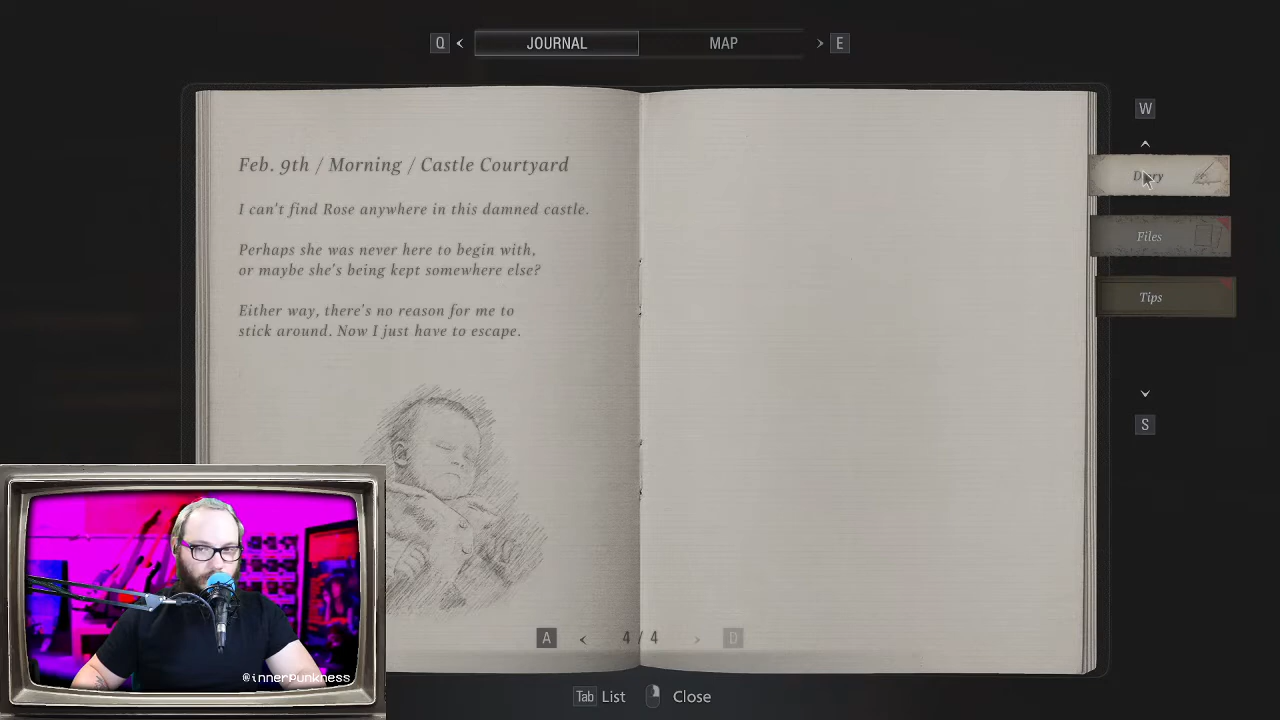 Q JOURNAL MAP E
Feb. 9th / Morning / Castle Courtyard
I can't find Rose anywhere in this damned castle.
Perhaps she was never here to begin with,
or maybe she's being kept somewhere else?
Either way, there's no reason for me to
stick around. Now I just have to escape.
W
Diary
Files
Tips
S
A 4 / 4 D
@innerpunkness
Tab List Close